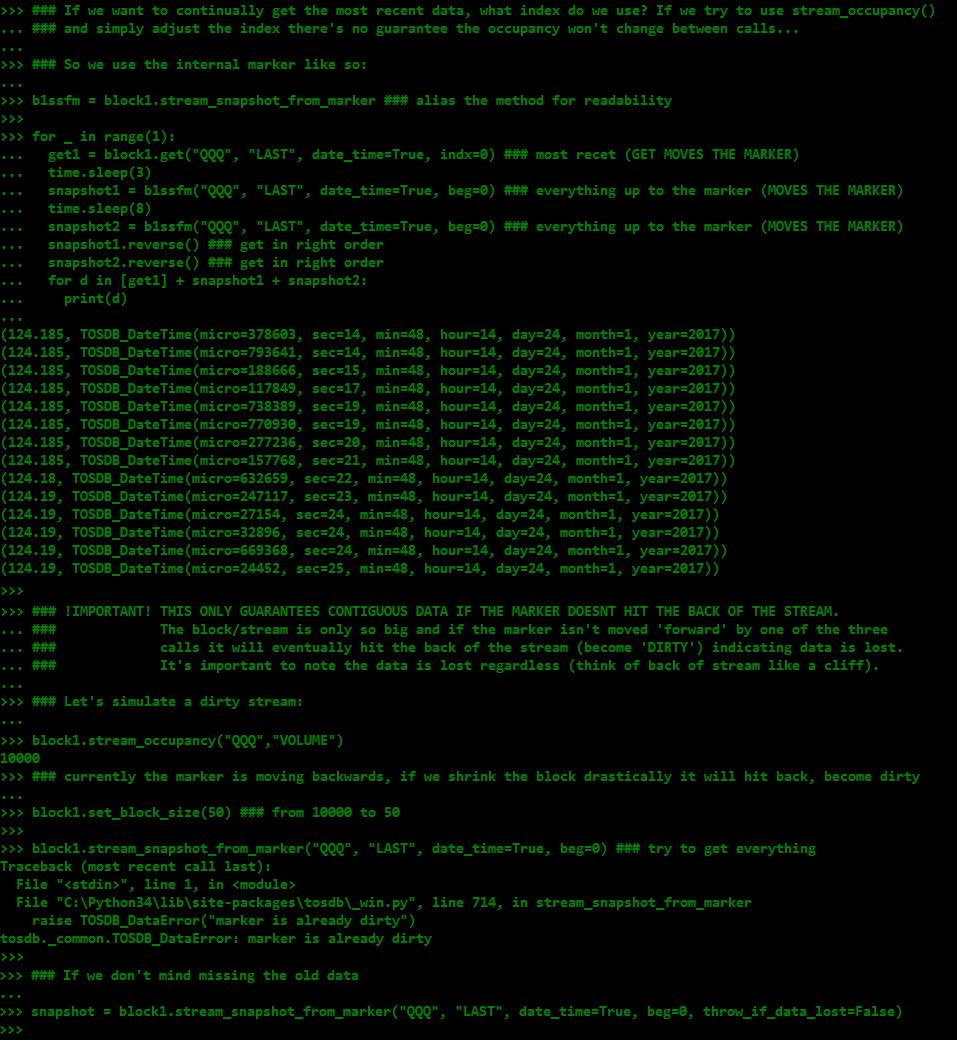 >>> ### If we want to continually get the most recent data, what index do we use? If we try to use stream_occupancy()
... ### and simply adjust the index there's no guarantee the occupancy won't change between calls...
...
>>> ### So we use the internal marker like so:
...
>>> b1ssfm = block1.stream_snapshot_from_marker ### alias the method for readability
>>>
>>> for _ in range(1):
...   get1 = block1.get("QQQ", "LAST", date_time=True, indx=0) ### most recet (GET MOVES THE MARKER)
...   time.sleep(3)
...   snapshot1 = b1ssfm("QQQ", "LAST", date_time=True, beg=0) ### everything up to the marker (MOVES THE MARKER)
...   time.sleep(8)
...   snapshot2 = b1ssfm("QQQ", "LAST", date_time=True, beg=0) ### everything up to the marker (MOVES THE MARKER)
...   snapshot1.reverse() ### get in right order
...   snapshot2.reverse() ### get in right order
...   for d in [get1] + snapshot1 + snapshot2:
...     print(d)
...
(124.185, TOSDB_DateTime(micro=378603, sec=14, min=48, hour=14, day=24, month=1, year=2017))
(124.185, TOSDB_DateTime(micro=793641, sec=14, min=48, hour=14, day=24, month=1, year=2017))
(124.185, TOSDB_DateTime(micro=188666, sec=15, min=48, hour=14, day=24, month=1, year=2017))
(124.185, TOSDB_DateTime(micro=117849, sec=17, min=48, hour=14, day=24, month=1, year=2017))
(124.185, TOSDB_DateTime(micro=738389, sec=19, min=48, hour=14, day=24, month=1, year=2017))
(124.185, TOSDB_DateTime(micro=770930, sec=19, min=48, hour=14, day=24, month=1, year=2017))
(124.185, TOSDB_DateTime(micro=277236, sec=20, min=48, hour=14, day=24, month=1, year=2017))
(124.185, TOSDB_DateTime(micro=157768, sec=21, min=48, hour=14, day=24, month=1, year=2017))
(124.18, TOSDB_DateTime(micro=632659, sec=22, min=48, hour=14, day=24, month=1, year=2017))
(124.19, TOSDB_DateTime(micro=247117, sec=23, min=48, hour=14, day=24, month=1, year=2017))
(124.19, TOSDB_DateTime(micro=27154, sec=24, min=48, hour=14, day=24, month=1, year=2017))
(124.19, TOSDB_DateTime(micro=32896, sec=24, min=48, hour=14, day=24, month=1, year=2017))
(124.19, TOSDB_DateTime(micro=669368, sec=24, min=48, hour=14, day=24, month=1, year=2017))
(124.19, TOSDB_DateTime(micro=24452, sec=25, min=48, hour=14, day=24, month=1, year=2017))
>>>
>>> ### !IMPORTANT! THIS ONLY GUARANTEES CONTIGUOUS DATA IF THE MARKER DOESNT HIT THE BACK OF THE STREAM.
... ###             The block/stream is only so big and if the marker isn't moved 'forward' by one of the three
... ###             calls it will eventually hit the back of the stream (become 'DIRTY') indicating data is lost.
... ###             It's important to note the data is lost regardless (think of back of stream like a cliff).
...
>>> ### Let's simulate a dirty stream:
...
>>> block1.stream_occupancy("QQQ","VOLUME")
10000
>>> ### currently the marker is moving backwards, if we shrink the block drastically it will hit back, become dirty
...
>>> block1.set_block_size(50) ### from 10000 to 50
>>>
>>> block1.stream_snapshot_from_marker("QQQ", "LAST", date_time=True, beg=0) ### try to get everything
Traceback (most recent call last):
  File "<stdin>", line 1, in <module>
  File "C:\Python34\lib\site-packages\tosdb\_win.py", line 714, in stream_snapshot_from_marker
    raise TOSDB_DataError("marker is already dirty")
tosdb._common.TOSDB_DataError: marker is already dirty
>>>
>>> ### If we don't mind missing the old data
...
>>> snapshot = block1.stream_snapshot_from_marker("QQQ", "LAST", date_time=True, beg=0, throw_if_data_lost=False)
>>>